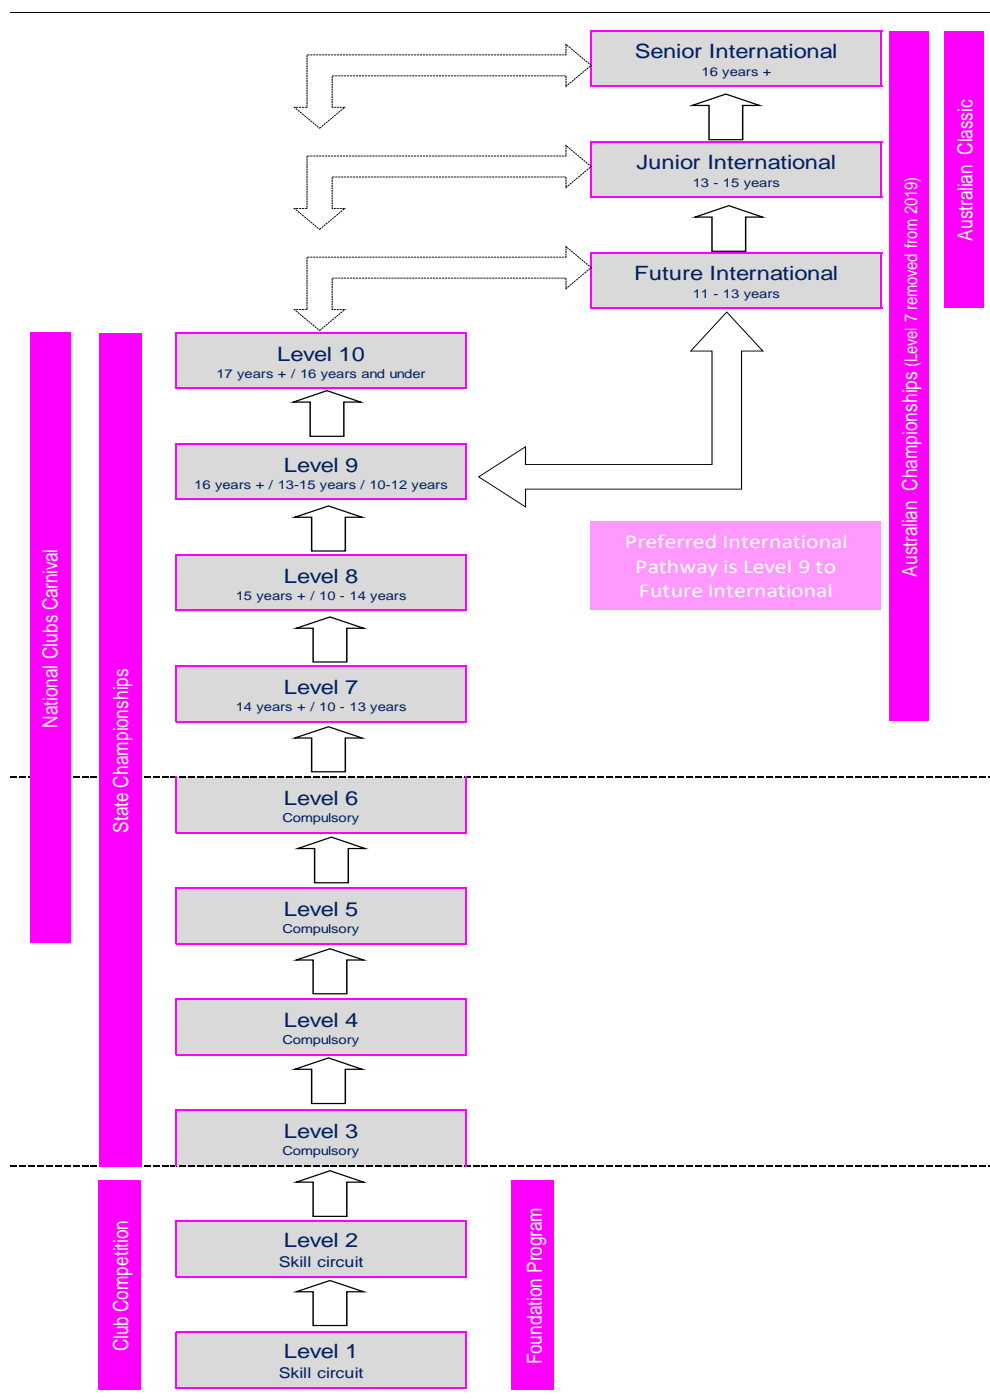 Senior International
16 years +
Junior International
13 - 15 years
Future International
11 - 13 years
Australian Championships (Level 7 removed from 2019)
Australian Classic
Level 10
17 years + / 16 years and under
Level 9
16 years + / 13-15 years / 10-12 years
Preferred International
Pathway is Level 9 to
Future International
Level 8
15 years + / 10 - 14 years
Level 7
14 years + / 10 - 13 years
National Clubs Carnival
State Championships
Level 6
Compulsory
Level 5
Compulsory
Level 4
Compulsory
Level 3
Compulsory
Level 2
Skill circuit
Level 1
Skill circuit
Club Competition
Foundation Program